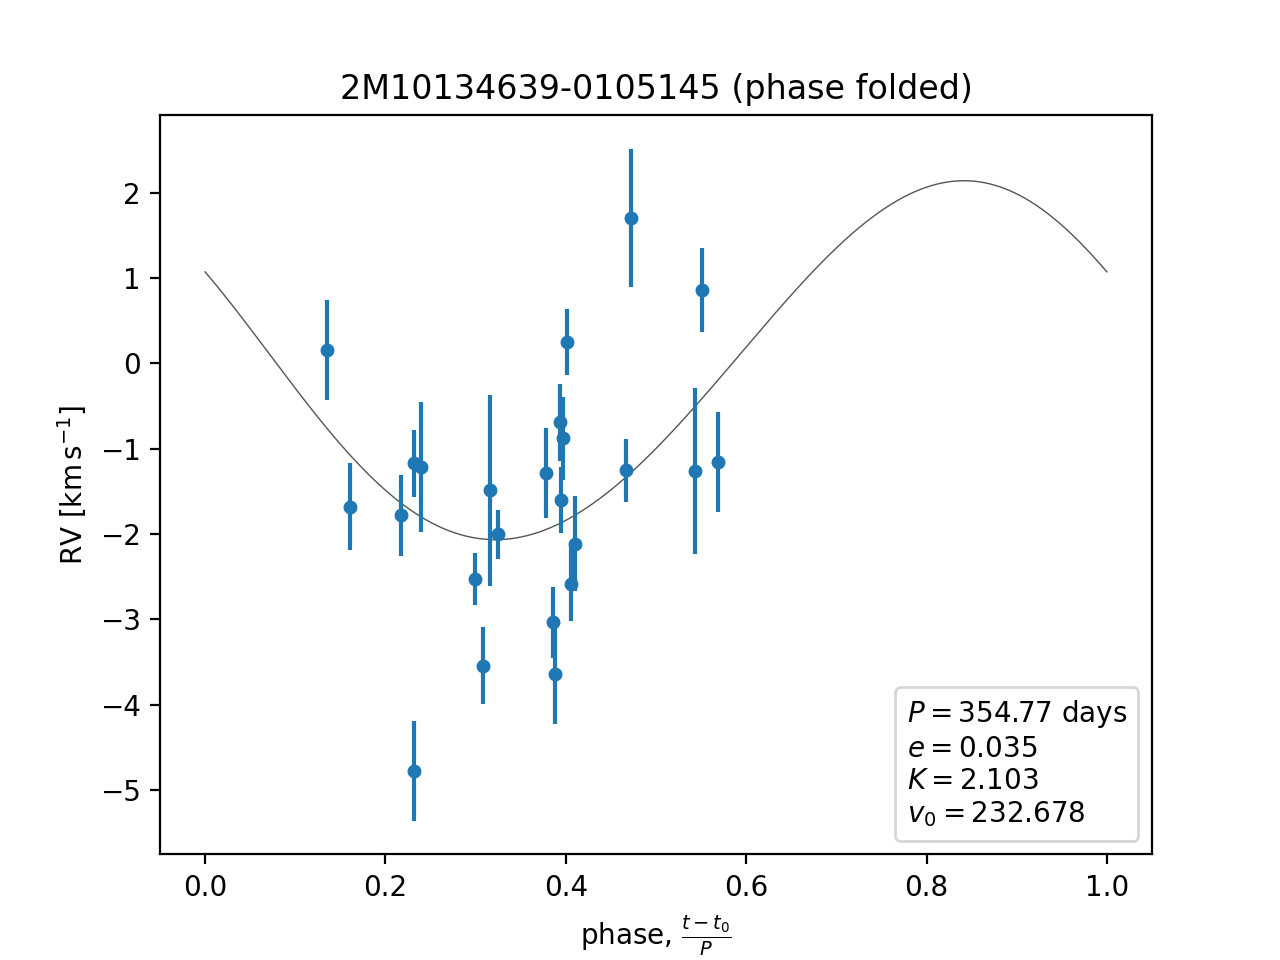 2M10134639-0105145 (phase folded)
RV [km s⁻¹]
2
1
0
−1
−2
−3
−4
−5
P = 354.77 days
e = 0.035
K = 2.103
v₀ = 232.678
0.0 0.2 0.4 0.6 0.8 1.0
phase, (t − t₀)/P